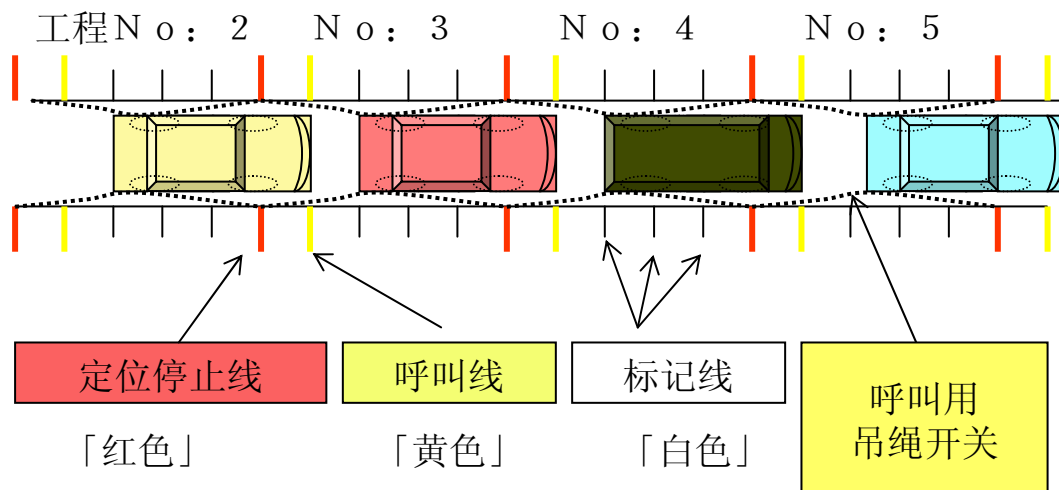 工程Ｎｏ：２ Ｎｏ：３ Ｎｏ：４ Ｎｏ：５
定位停止线 呼叫线 标记线
呼叫用
吊绳开关
「红色」 「黄色」 「白色」